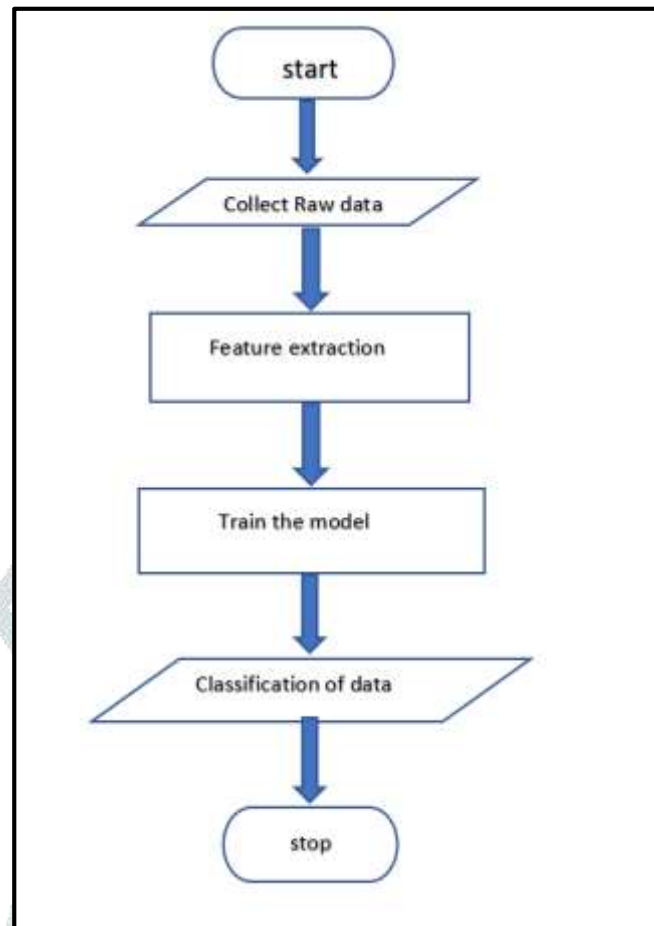 start
Collect Raw data
Feature extraction
Train the model
Classification of data
stop